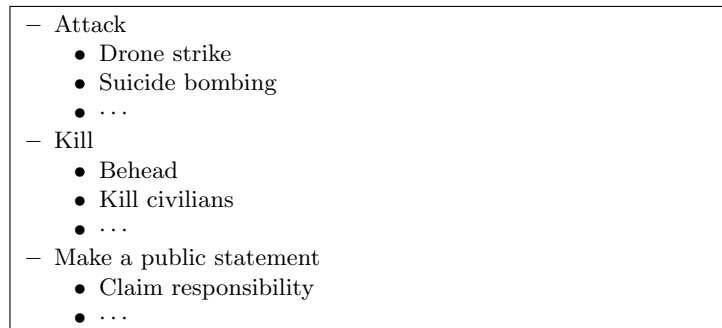 – Attack
• Drone strike
• Suicide bombing
• · · ·
– Kill
• Behead
• Kill civilians
• · · ·
– Make a public statement
• Claim responsibility
• · · ·